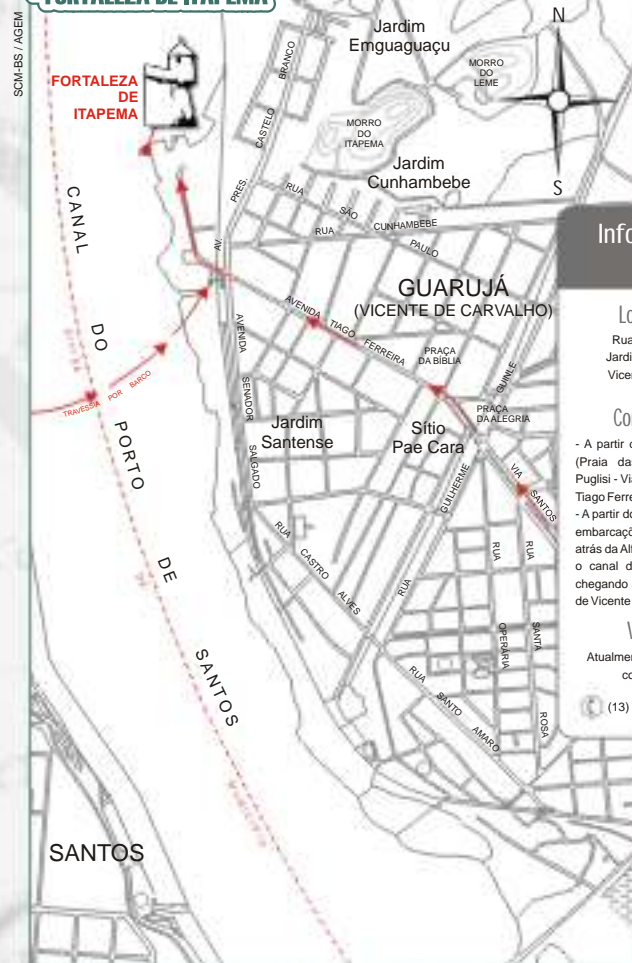 FORTALEZA DE ITAPEMA
SCM-BS / AGEM
N
S
Jardim
Emguaguaçu
MORRO
DO
LEME
FORTALEZA
DE
ITAPEMA
MORRO
DO
ITAPEMA
Jardim
Cunhambebe
AV. PRES. CASTELO BRANCO
RUA SÃO PAULO
RUA CUNHAMBEBE
GUARUJÁ
(VICENTE DE CARVALHO)
AVENIDA TIAGO FERREIRA
PRAÇA
DA BÍBLIA
PRAÇA
DA ALEGRIA
RUA GUILHERME GUINLE
CANAL DO PORTO DE SANTOS
TRAVESSIA POR BARCO
AVENIDA SENADOR SALGADO
Jardim
Santense
Sítio
Pae Cara
VIA SANTOS
RUA CASTRO ALVES
RUA OPERÁRIA
RUA SANTA ROSA
RUA SANTO AMARO
SANTOS
Info
Lo
Rua
Jardi
Vicen
Co
- A partir d
(Praia das
Puglisi - Via
Tiago Ferre
- A partir do
embarcaçõ
atrás da Alf
o canal d
chegando
de Vicente
V
Atualmen
co
(13)